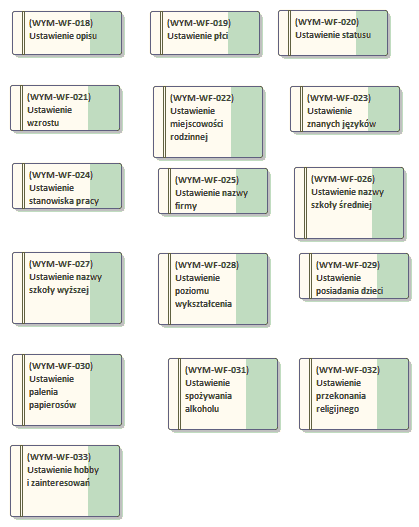 (WYM-WF-018)
Ustawienie opisu
(WYM-WF-019)
Ustawienie płci
(WYM-WF-020)
Ustawienie statusu
(WYM-WF-021)
Ustawienie
wzrostu
(WYM-WF-022)
Ustawienie
miejscowości
rodzinnej
(WYM-WF-023)
Ustawienie
znanych języków
(WYM-WF-024)
Ustawienie
stanowiska pracy
(WYM-WF-025)
Ustawienie nazwy
firmy
(WYM-WF-026)
Ustawienie nazwy
szkoły średniej
(WYM-WF-027)
Ustawienie nazwy
szkoły wyższej
(WYM-WF-028)
Ustawienie
poziomu
wykształcenia
(WYM-WF-029)
Ustawienie
posiadania dzieci
(WYM-WF-030)
Ustawienie
palenia
papierosów
(WYM-WF-031)
Ustawienie
spożywania
alkoholu
(WYM-WF-032)
Ustawienie
przekonania
religijnego
(WYM-WF-033)
Ustawienie hobby
i zainteresowań